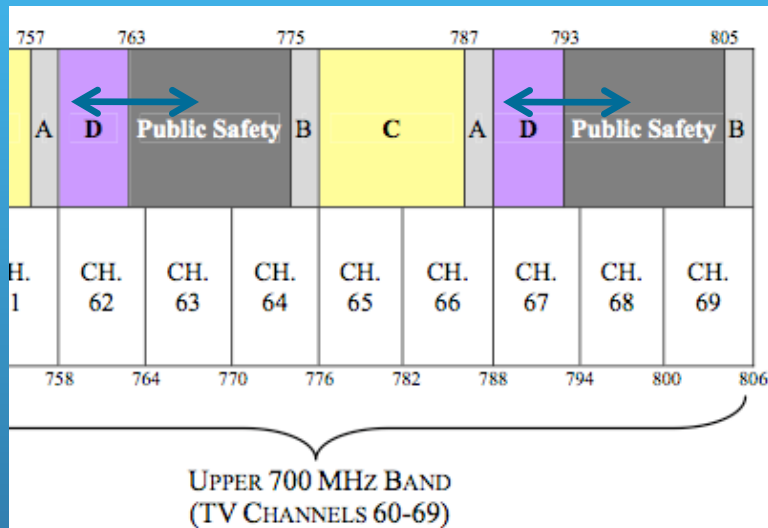 757 763 775 787 793 805
A D Public Safety B C A D Public Safety B
H. CH. CH. CH. CH. CH. CH. CH. CH.
1 62 63 64 65 66 67 68 69
758 764 770 776 782 788 794 800 806
UPPER 700 MHZ BAND
(TV CHANNELS 60-69)